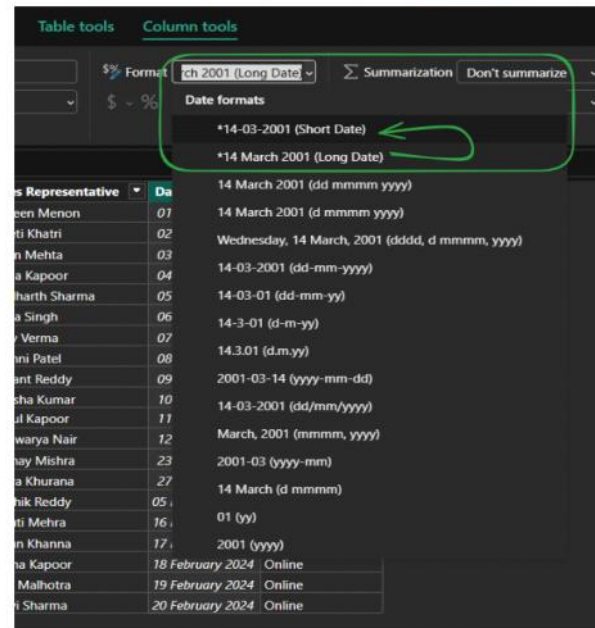 Table tools Column tools
$% Format rch 2001 (Long Date) Σ Summarization Don't summarize
$ %
Date formats
*14-03-2001 (Short Date)
*14 March 2001 (Long Date)
14 March 2001 (dd mmmm yyyy)
14 March 2001 (d mmmm yyyy)
Wednesday, 14 March, 2001 (dddd, d mmmm, yyyy)
14-03-2001 (dd-mm-yyyy)
14-03-01 (dd-mm-yy)
14-3-01 (d-m-yy)
14.3.01 (d.m.yy)
2001-03-14 (yyyy-mm-dd)
14-03-2001 (dd/mm/yyyy)
March, 2001 (mmmm, yyyy)
2001-03 (yyyy-mm)
14 March (d mmmm)
01 (yy)
2001 (yyyy)
s Representative Da
een Menon 01
ti Khatri 02
n Mehta 03
a Kapoor 04
harth Sharma 05
a Singh 06
Verma 07
ni Patel 08
ant Reddy 09
sha Kumar 10
ul Kapoor 11
warya Nair 12
nay Mishra 23
a Khurana 27
hik Reddy 05
ti Mehra 16
n Khanna 17
na Kapoor 18 February 2024 Online
Malhotra 19 February 2024 Online
i Sharma 20 February 2024 Online